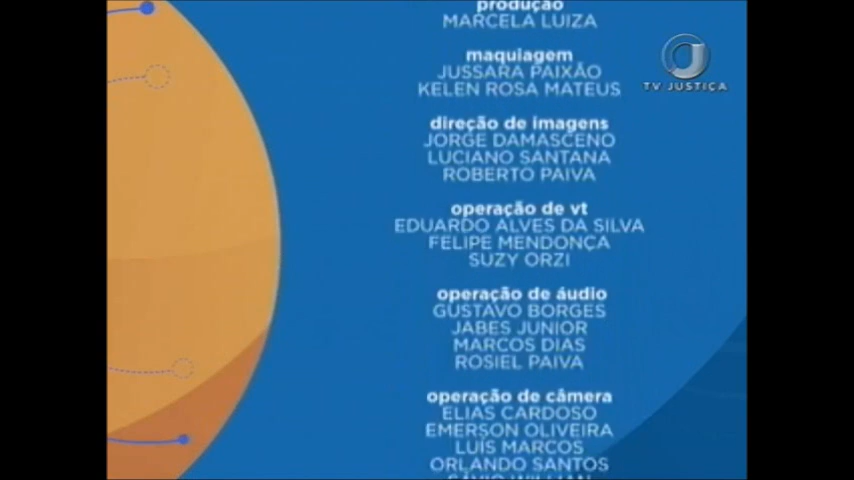 produção
MARCELA LUIZA
maquiagem
JUSSARA PAIXÃO
KELEN ROSA MATEUS
TV JUSTIÇA
direção de imagens
JORGE DAMASCENO
LUCIANO SANTANA
ROBERTO PAIVA
operação de vt
EDUARDO ALVES DA SILVA
FELIPE MENDONÇA
SUZY ORZI
operação de áudio
GUSTAVO BORGES
JABES JUNIOR
MARCOS DIAS
ROSIEL PAIVA
operação de câmera
ELIAS CARDOSO
EMERSON OLIVEIRA
LUÍS MARCOS
ORLANDO SANTOS